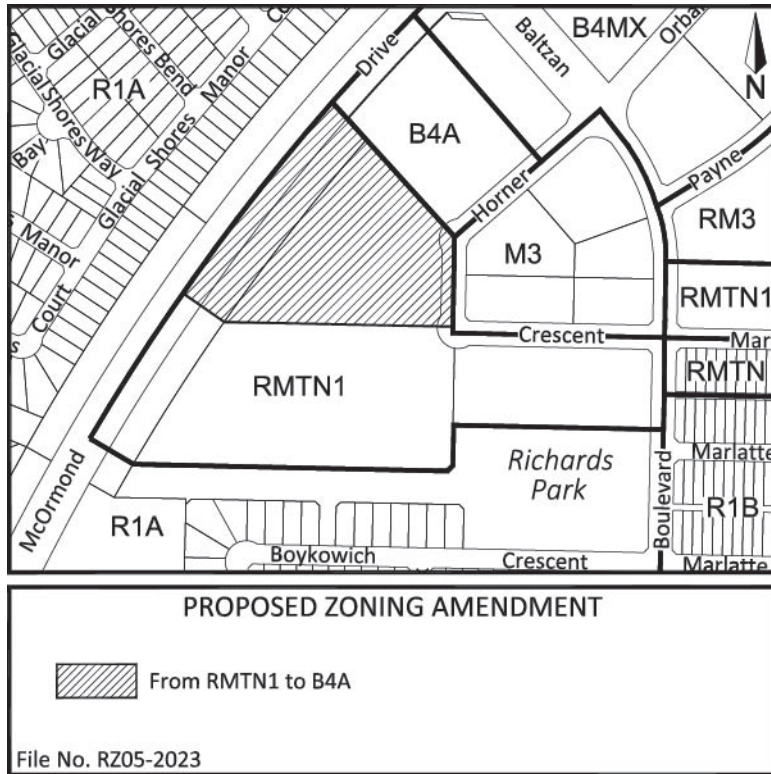 Glacial
Shores
Bend
R1A
Glacial
Shores
Way
Bay
Glacial
Shores
Manor
Manor
Court
Drive
Baltzan
B4MX
N
B4A
Horner
Payne
M3
RM3
RMTN1
Crescent
RMTN
RMTN1
Richards
Park
McOrmond
R1A
Boulevard
Marlatte
R1B
Boykowich
Crescent
Marlatte
PROPOSED ZONING AMENDMENT
From RMTN1 to B4A
File No. RZ05-2023